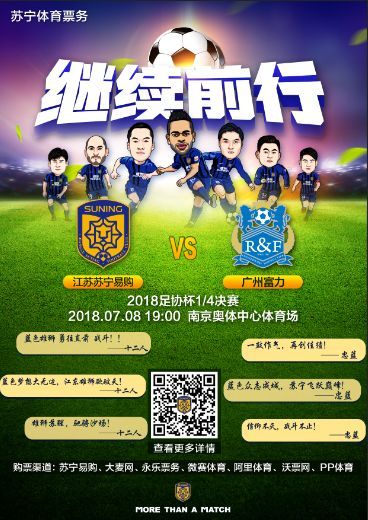 苏宁体育票务
继续前行
SUNING
VS
R&F
江苏苏宁易购
广州富力
2018足协杯1/4决赛
2018.07.08 19:00 南京奥体中心体育场
蓝色雄狮 勇往直前 战斗!!
——十二人
一鼓作气,再创佳绩!
——忠蓝
蓝色梦想大无边,江东雄狮欲破天!
——十二人
蓝色众志成城,苏宁飞跃巅峰!
——忠蓝
雄狮苏醒,驰骋沙场!
——十二人
信仰不灭,战斗不止!
——忠蓝
查看更多详情
购票渠道:苏宁易购、大麦网、永乐票务、微赛体育、阿里体育、沃票网、PP体育
MORE THAN A MATCH